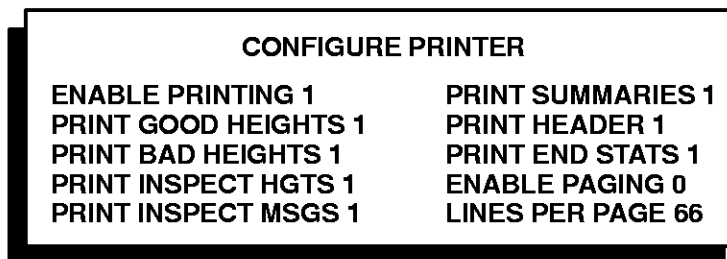 CONFIGURE PRINTER
ENABLE PRINTING 1
PRINT GOOD HEIGHTS 1
PRINT BAD HEIGHTS 1
PRINT INSPECT HGTS 1
PRINT INSPECT MSGS 1
PRINT SUMMARIES 1
PRINT HEADER 1
PRINT END STATS 1
ENABLE PAGING 0
LINES PER PAGE 66